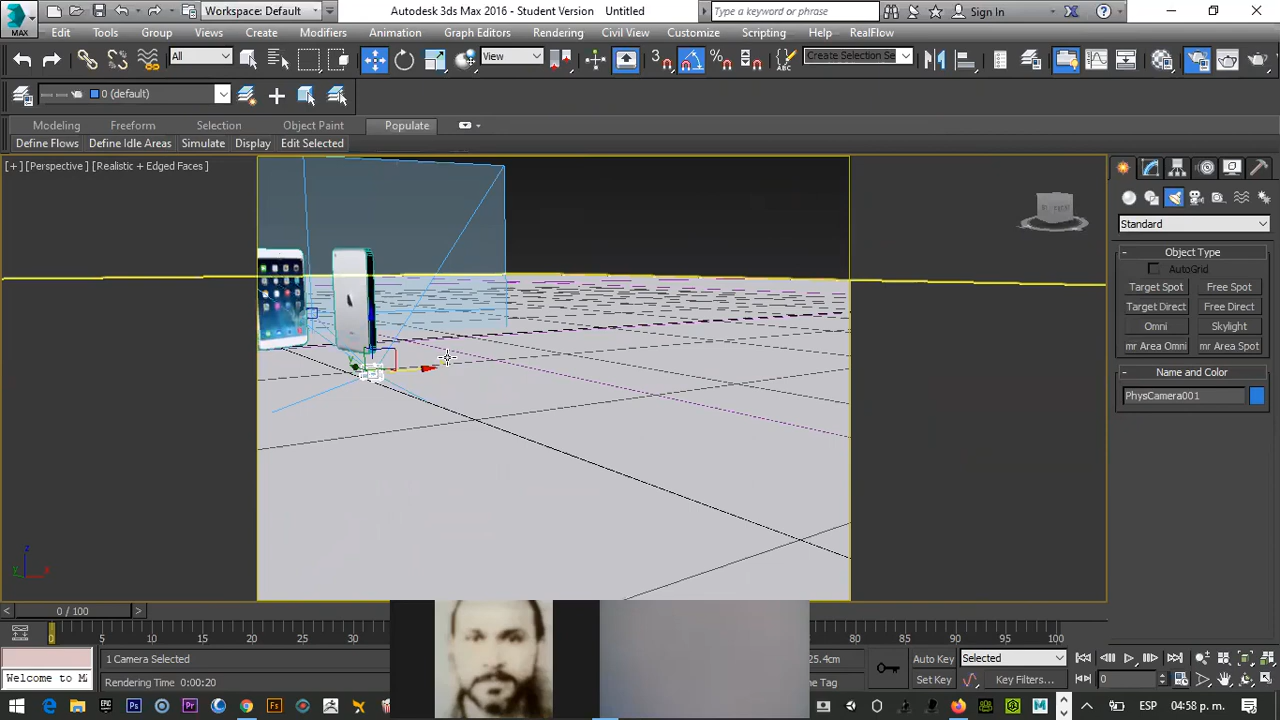 Autodesk 3ds Max 2016 - Student Version    Untitled
Workspace: Default
Type a keyword or phrase
Sign In
MAX
Edit Tools Group Views Create Modifiers Animation Graph Editors Rendering Civil View Customize Scripting Help RealFlow
All
View
3
Create Selection Se
0 (default)
Modeling Freeform Selection Object Paint Populate
Define Flows Define Idle Areas Simulate Display Edit Selected
[+] [Perspective] [Realistic + Edged Faces]
Standard
- Object Type
AutoGrid
Target Spot Free Spot
Target Direct Free Direct
Omni Skylight
mr Area Omni mr Area Spot
- Name and Color
PhysCamera001
z
y x
< 0 / 100 >
0 5 10 15 20 25 30 35 80 85 90 95 100
1 Camera Selected
25.4cm
Auto Key Selected
Welcome to M
Rendering Time 0:00:20
me Tag
Set Key Key Filters...
0
ESP 04:58 p. m.